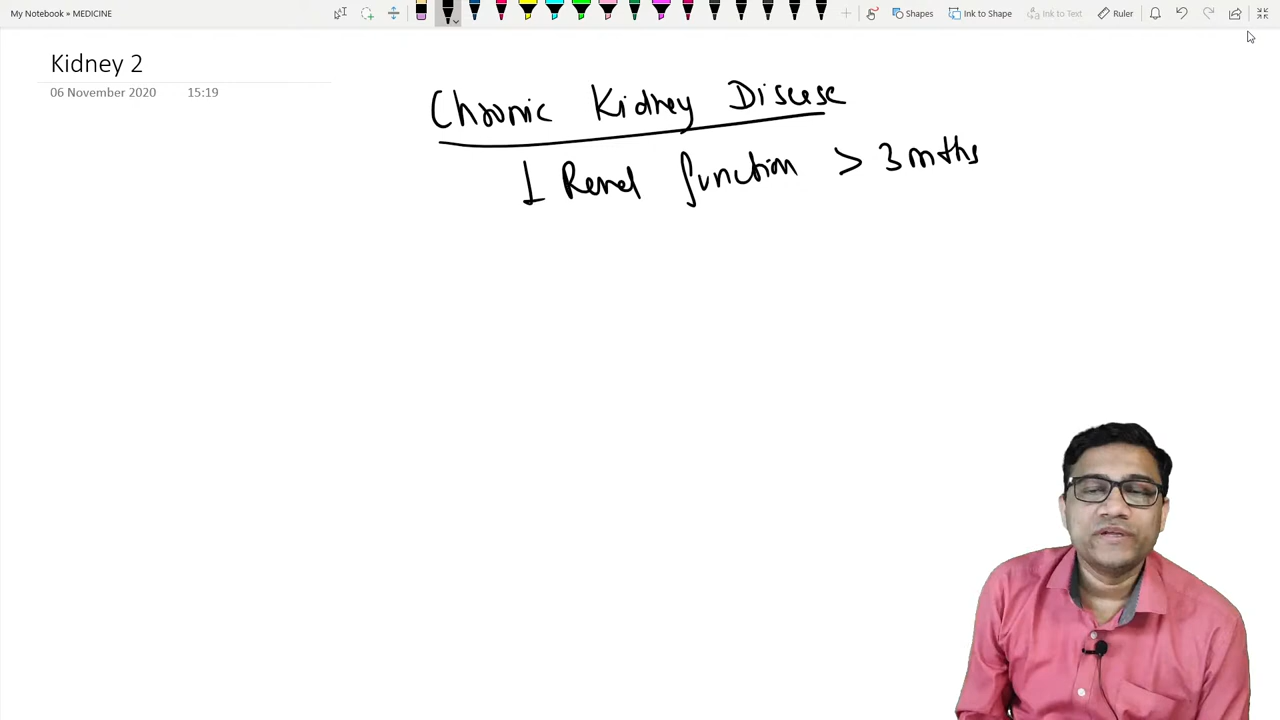 My Notebook » MEDICINE
Shapes
Ink to Shape
Ink to Text
Ruler
Kidney 2
06 November 2020 15:19
Chronic Kidney Disease
↓ Renal function > 3 mths